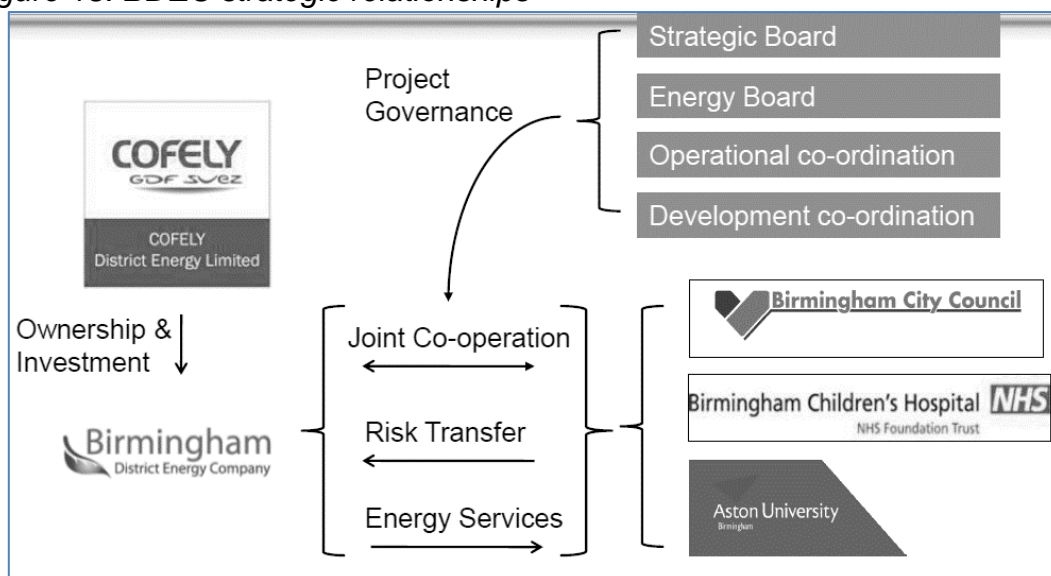 gure 18: BDEC strategic relationships
Project
Governance
Strategic Board
Energy Board
Operational co-ordination
Development co-ordination
COFELY
GDF SUEZ
COFELY
District Energy Limited
Ownership &
Investment
Birmingham
District Energy Company
Joint Co-operation
Risk Transfer
Energy Services
Birmingham City Council
Birmingham Children's Hospital NHS
NHS Foundation Trust
Aston University
Birmingham